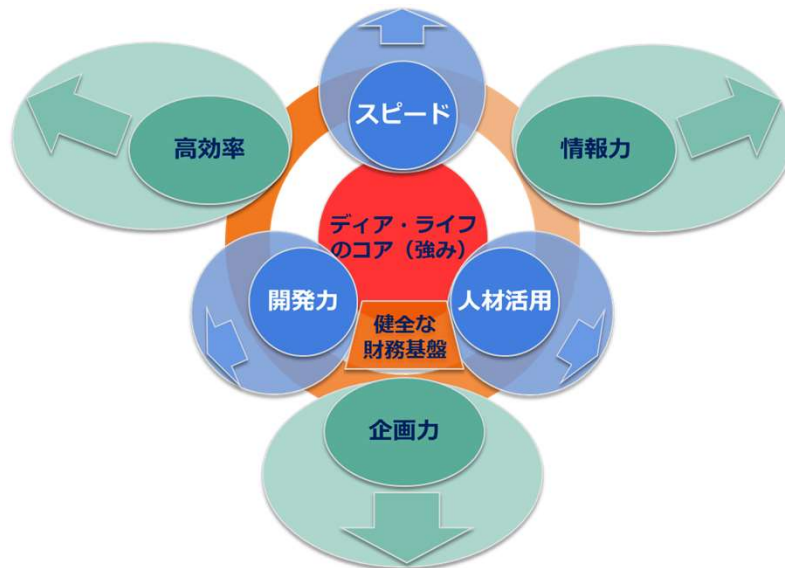 スピード
高効率
情報力
ディア・ライフ
のコア（強み）
開発力
人材活用
健全な
財務基盤
企画力